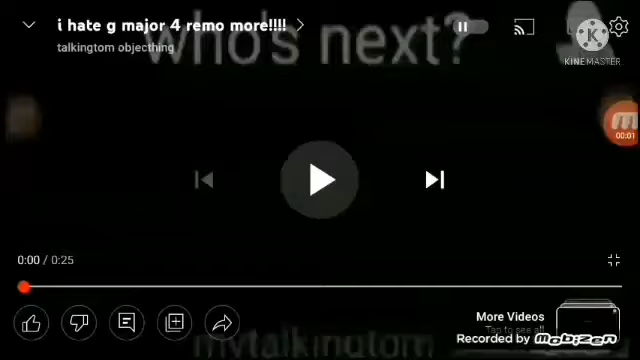 i hate g major 4 remo more!!!!
talkingtom objecthing
who's next?
K
KINEMASTER
00:01
0:00 / 0:25
More Videos
Tap to see all
Recorded by mobizen
mytalkingtom